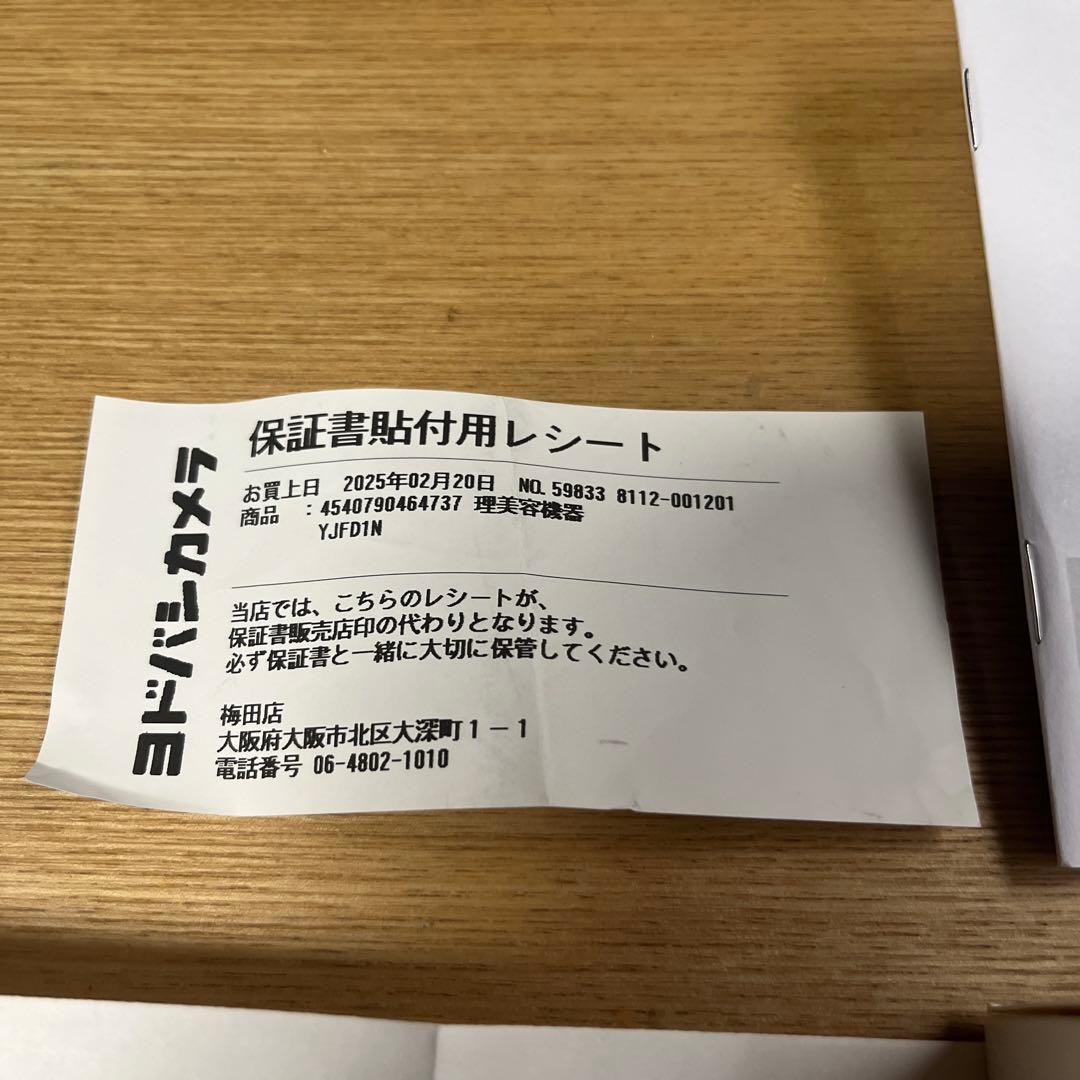 ヨドバシカメラ
保証書貼付用レシート
お買上日 2025年02月20日 NO. 59833 8112-001201
商品 :4540790464737 理美容機器
YJFD1N
当店では、こちらのレシートが、
保証書販売店印の代わりとなります。
必ず保証書と一緒に大切に保管してください。
梅田店
大阪府大阪市北区大深町1-1
電話番号 06-4802-1010